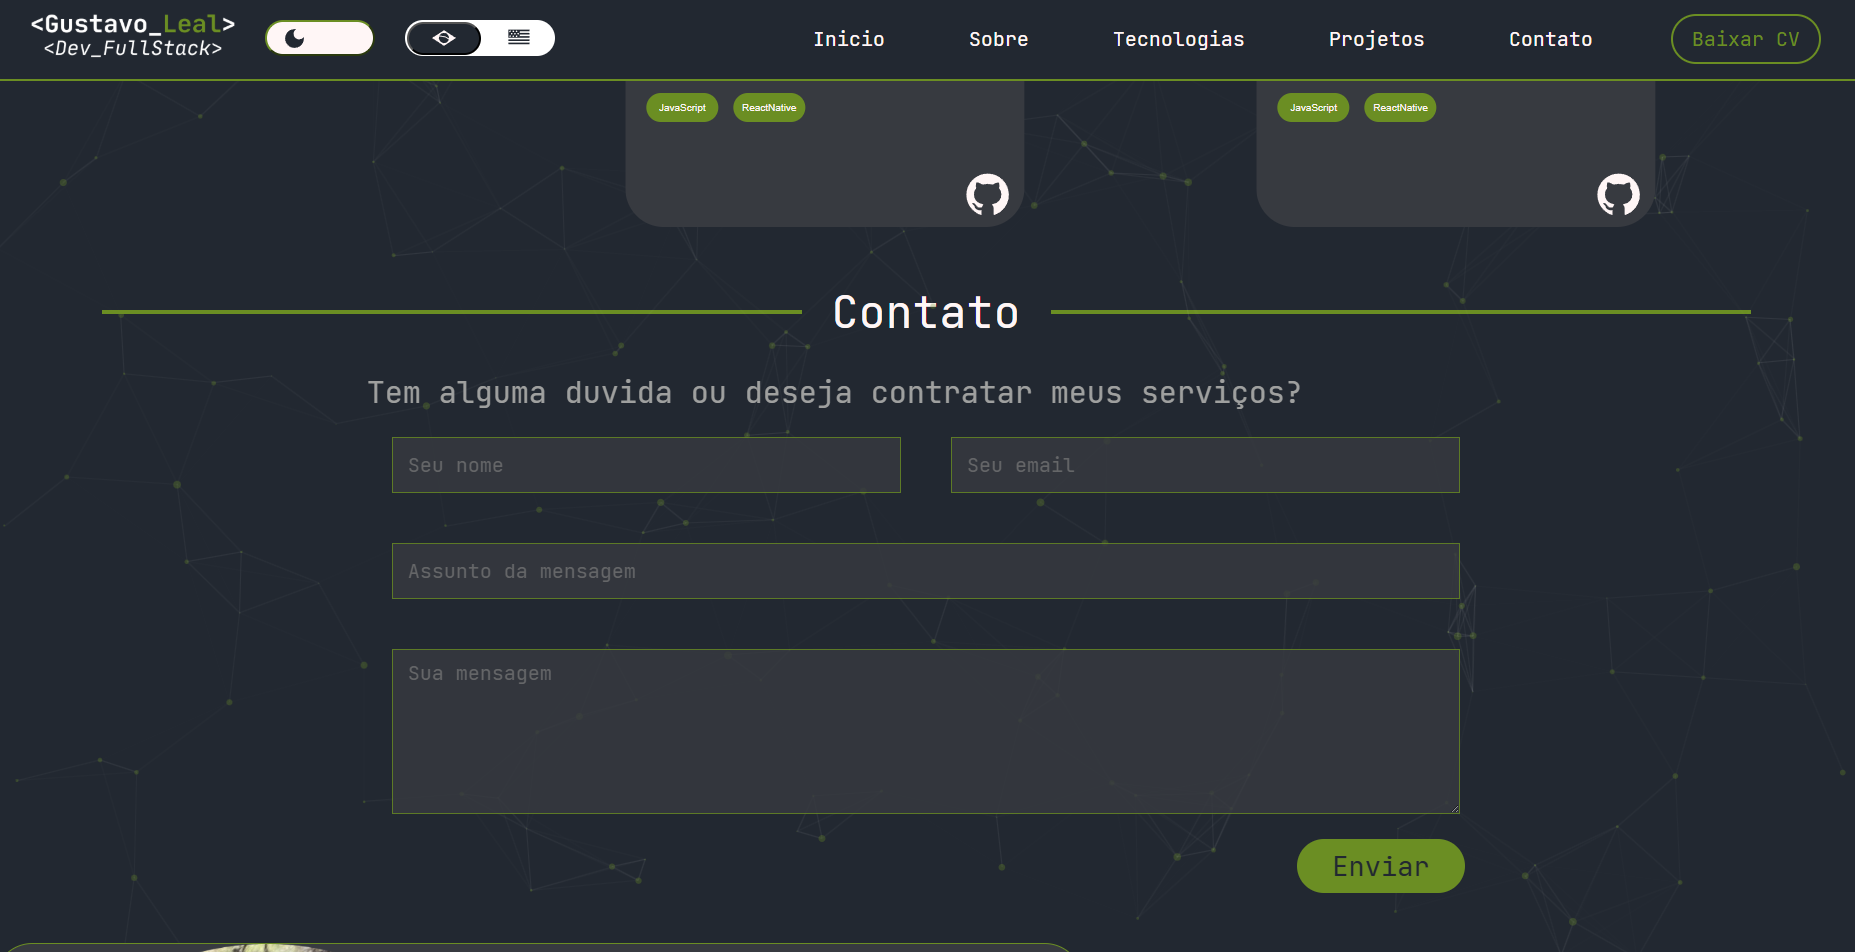 <Gustavo_Leal>
<Dev_FullStack>
Inicio
Sobre
Tecnologias
Projetos
Contato
Baixar CV
JavaScript
ReactNative
JavaScript
ReactNative
Contato
Tem alguma duvida ou deseja contratar meus serviços?
Seu nome
Seu email
Assunto da mensagem
Sua mensagem
Enviar